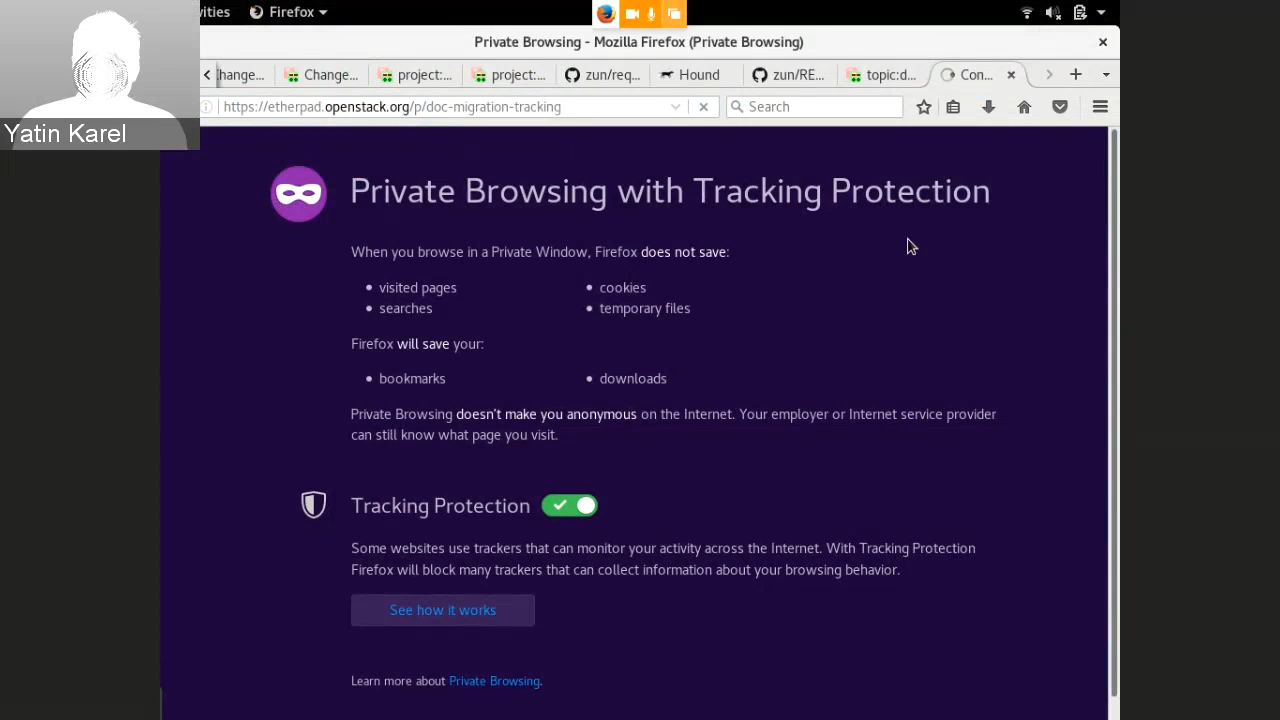 vities
Firefox
Private Browsing - Mozilla Firefox (Private Browsing)
hange...
Change...
project:...
project:...
zun/req...
Hound
zun/RE...
topic:d...
Con...
https://etherpad.openstack.org/p/doc-migration-tracking
Search
Yatin Karel
Private Browsing with Tracking Protection
When you browse in a Private Window, Firefox does not save:
visited pages
cookies
searches
temporary files
Firefox will save your:
bookmarks
downloads
Private Browsing doesn't make you anonymous on the Internet. Your employer or Internet service provider
can still know what page you visit.
Tracking Protection
Some websites use trackers that can monitor your activity across the Internet. With Tracking Protection
Firefox will block many trackers that can collect information about your browsing behavior.
See how it works
Learn more about Private Browsing.